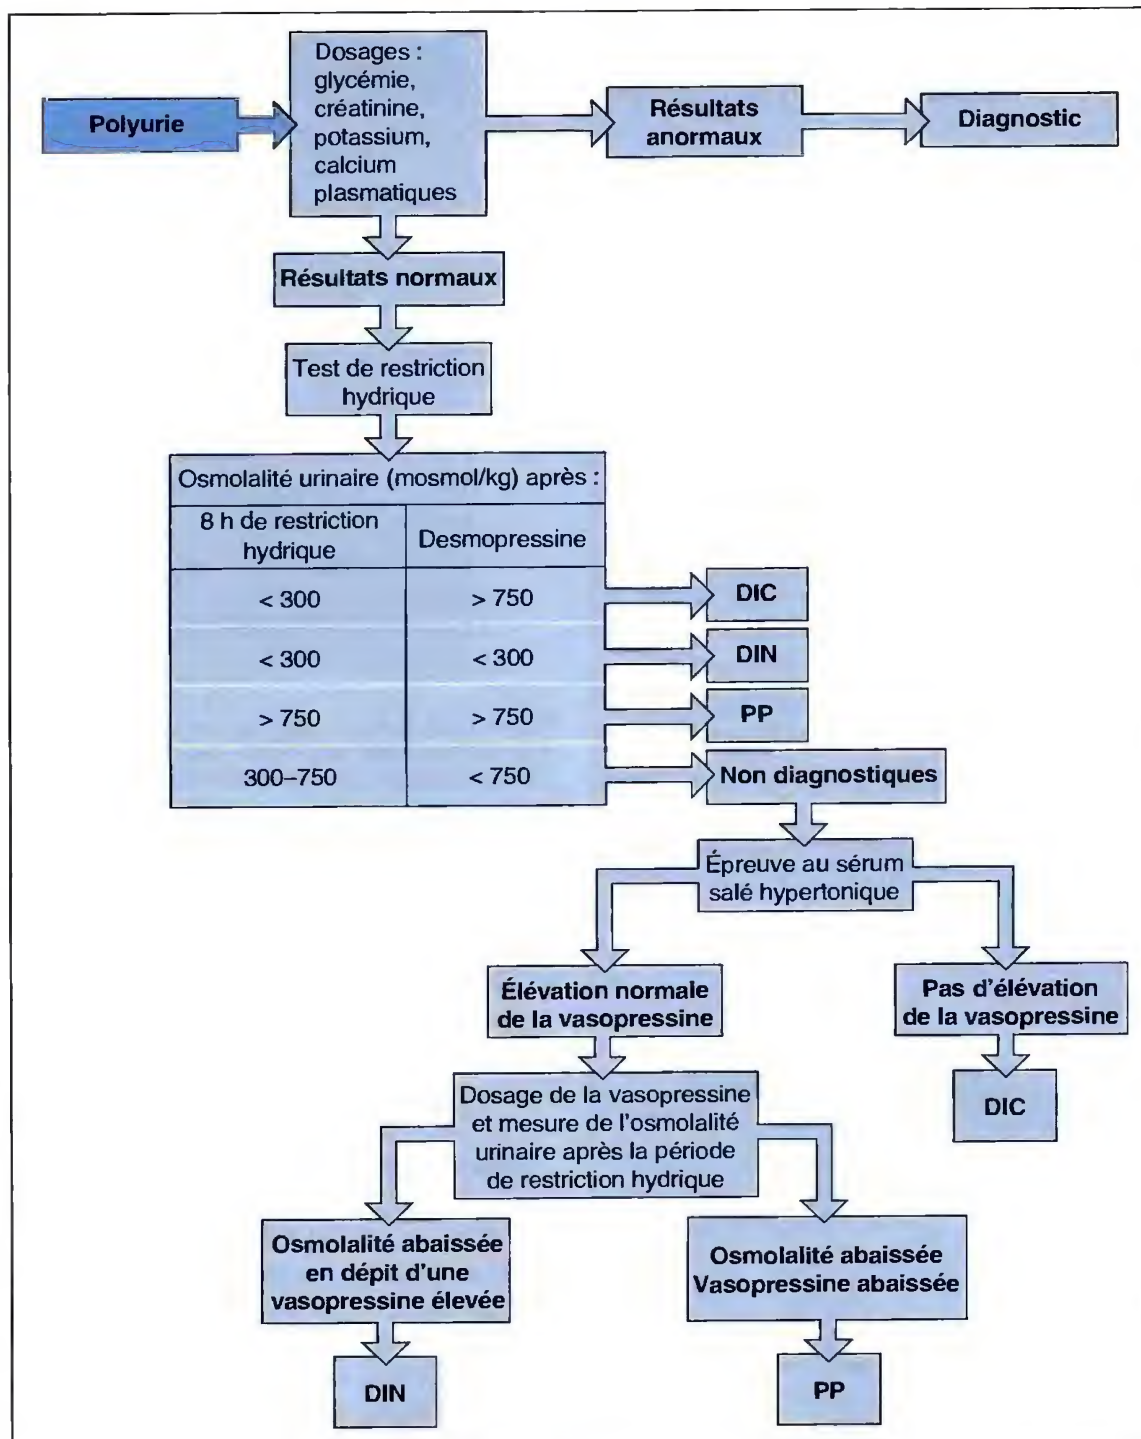 Polyurie
Dosages :
glycémie,
créatinine,
potassium,
calcium
plasmatiques
Résultats
anormaux
Diagnostic
Résultats normaux
Test de restriction
hydrique
Osmolalité urinaire (mosmol/kg) après :
8 h de restriction
hydrique
Desmopressine
< 300 > 750 DIC
< 300 < 300 DIN
> 750 > 750 PP
300–750 < 750 Non diagnostiques
Épreuve au sérum
salé hypertonique
Élévation normale
de la vasopressine
Pas d'élévation
de la vasopressine
Dosage de la vasopressine
et mesure de l'osmolalité
urinaire après la période
de restriction hydrique
DIC
Osmolalité abaissée
en dépit d'une
vasopressine élevée
Osmolalité abaissée
Vasopressine abaissée
DIN
PP